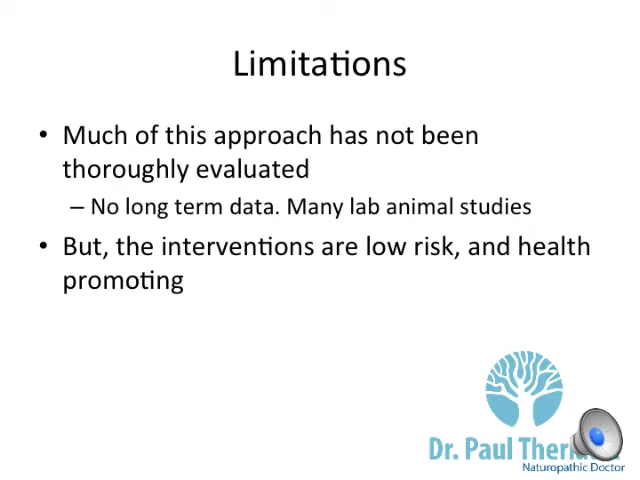 Limitations
• Much of this approach has not been
thoroughly evaluated
– No long term data. Many lab animal studies
• But, the interventions are low risk, and health
promoting
Dr. Paul
Naturopathic Doctor